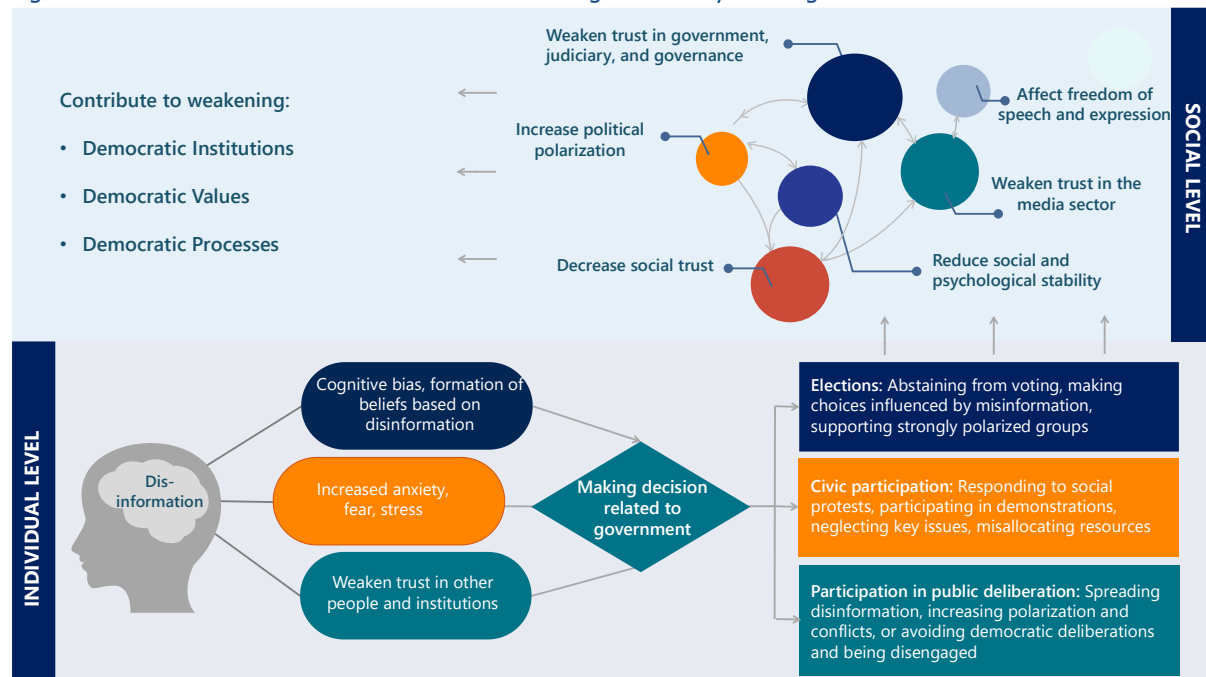 Weaken trust in government,
judiciary, and governance
Contribute to weakening:
• Democratic Institutions
• Democratic Values
• Democratic Processes
Increase political
polarization
Affect freedom of
speech and expression
Weaken trust in the
media sector
Decrease social trust
Reduce social and
psychological stability
SOCIAL LEVEL
INDIVIDUAL LEVEL
Dis-
information
Cognitive bias, formation of
beliefs based on
disinformation
Increased anxiety,
fear, stress
Weaken trust in other
people and institutions
Making decision
related to
government
Elections: Abstaining from voting, making
choices influenced by misinformation,
supporting strongly polarized groups
Civic participation: Responding to social
protests, participating in demonstrations,
neglecting key issues, misallocating resources
Participation in public deliberation: Spreading
disinformation, increasing polarization and
conflicts, or avoiding democratic deliberations
and being disengaged